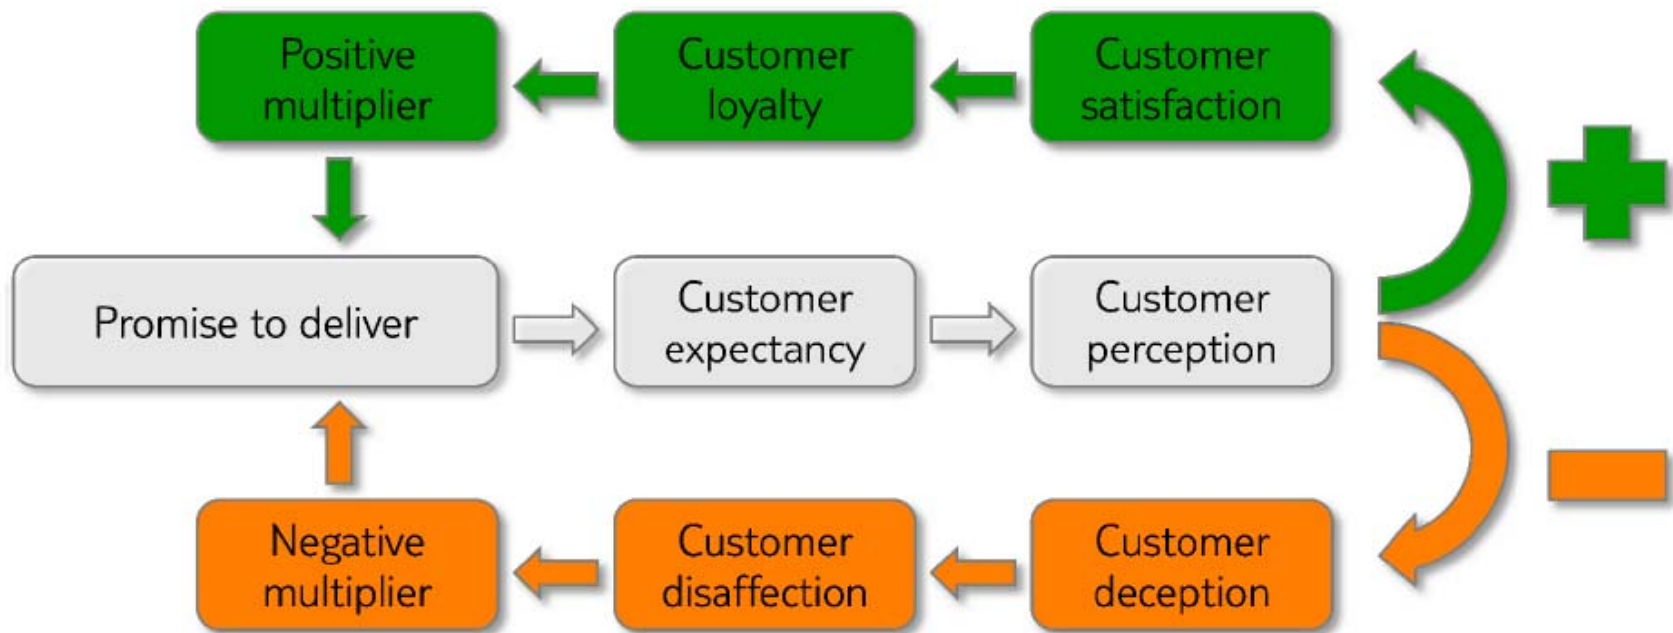 Positive
multiplier
Customer
loyalty
Customer
satisfaction
Promise to deliver
Customer
expectancy
Customer
perception
Negative
multiplier
Customer
disaffection
Customer
deception